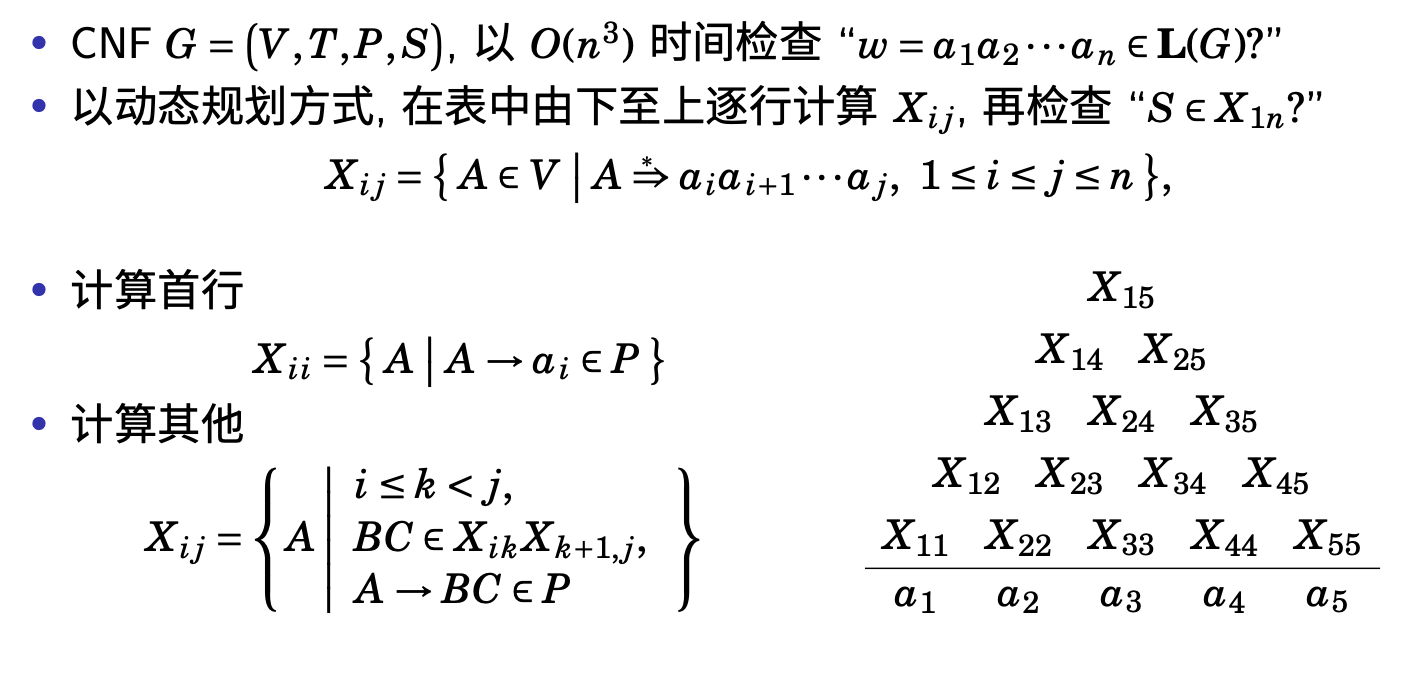 • CNF G = (V,T,P,S), 以 O(n³) 时间检查 “w = a₁a₂⋯aₙ ∈ L(G)?”
• 以动态规划方式, 在表中由下至上逐行计算 Xᵢⱼ, 再检查 “S ∈ X₁ₙ?”
Xᵢⱼ = { A ∈ V | A ⇒* aᵢaᵢ₊₁⋯aⱼ, 1 ≤ i ≤ j ≤ n },
• 计算首行
Xᵢᵢ = { A | A → aᵢ ∈ P }
• 计算其他
Xᵢⱼ = { A | i ≤ k < j,
BC ∈ XᵢₖXₖ₊₁,ⱼ,
A → BC ∈ P }
X₁₅
X₁₄ X₂₅
X₁₃ X₂₄ X₃₅
X₁₂ X₂₃ X₃₄ X₄₅
X₁₁ X₂₂ X₃₃ X₄₄ X₅₅
a₁ a₂ a₃ a₄ a₅